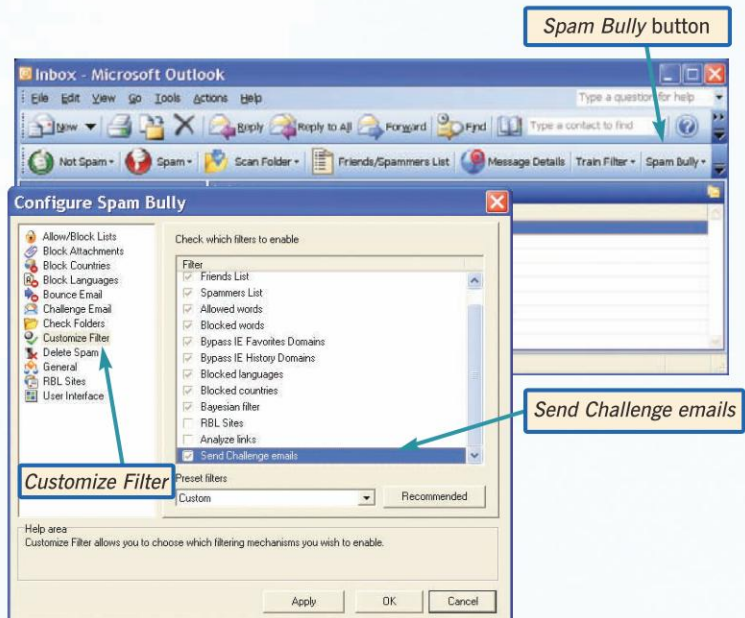 Spam Bully button
Inbox - Microsoft Outlook
File Edit View Go Tools Actions Help Type a question for help
New Reply Reply to All Forward Find Type a contact to find
Not Spam Spam Scan Folder Friends/Spammers List Message Details Train Filter Spam Bully
Configure Spam Bully
Allow/Block Lists
Block Attachments
Block Countries
Block Languages
Bounce Email
Challenge Email
Check Folders
Customize Filter
Delete Spam
General
RBL Sites
User Interface
Check which filters to enable
Filter
Friends List
Spammers List
Allowed words
Blocked words
Bypass IE Favorites Domains
Bypass IE History Domains
Blocked languages
Blocked countries
Bayesian filter
RBL Sites
Analyze links
Send Challenge emails
Send Challenge emails
Customize Filter
Preset filters
Custom Recommended
Help area
Customize Filter allows you to choose which filtering mechanisms you wish to enable.
Apply OK Cancel